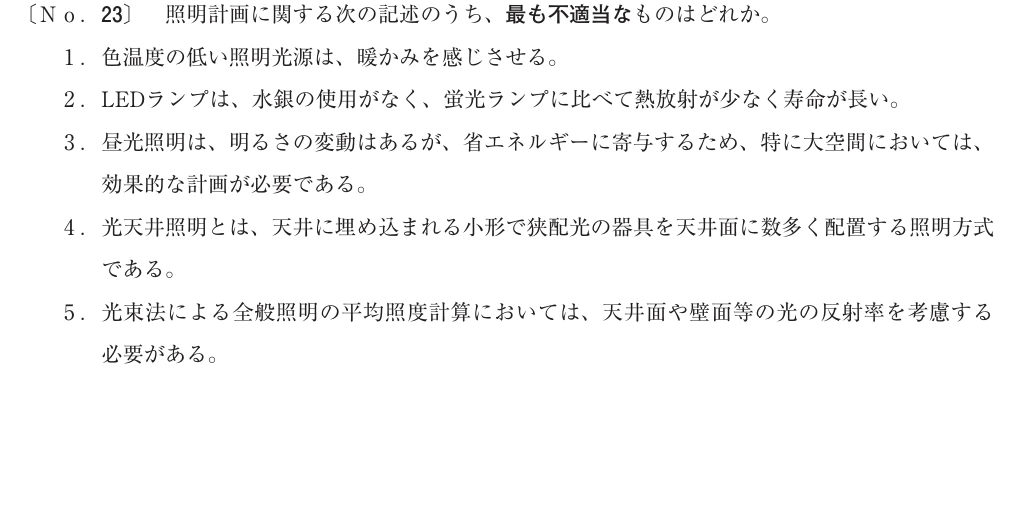 〔Ｎｏ．23〕　照明計画に関する次の記述のうち、最も不適当なものはどれか。
１．色温度の低い照明光源は、暖かみを感じさせる。
２．LEDランプは、水銀の使用がなく、蛍光ランプに比べて熱放射が少なく寿命が長い。
３．昼光照明は、明るさの変動はあるが、省エネルギーに寄与するため、特に大空間においては、
効果的な計画が必要である。
４．光天井照明とは、天井に埋め込まれる小形で狭配光の器具を天井面に数多く配置する照明方式
である。
５．光束法による全般照明の平均照度計算においては、天井面や壁面等の光の反射率を考慮する
必要がある。